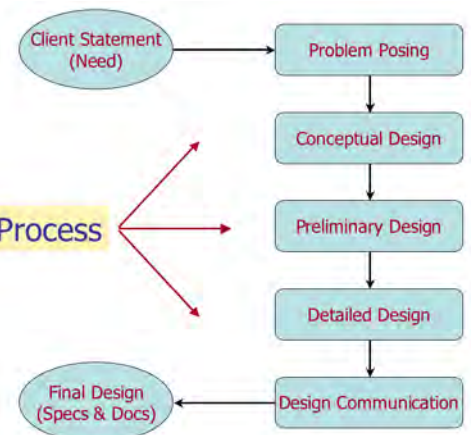 Client Statement
(Need)
Problem Posing
Conceptual Design
Process
Preliminary Design
Detailed Design
Final Design
(Specs & Docs)
Design Communication